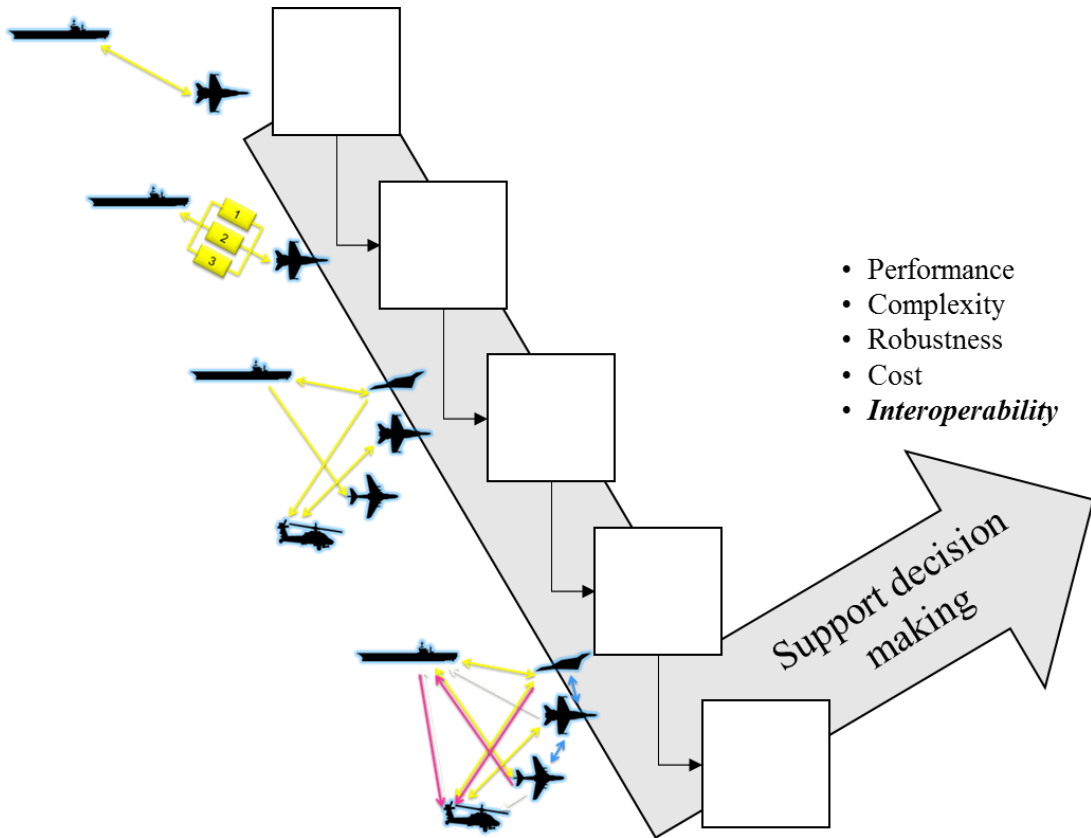 1
2
3
• Performance
• Complexity
• Robustness
• Cost
• Interoperability
Support decision
making